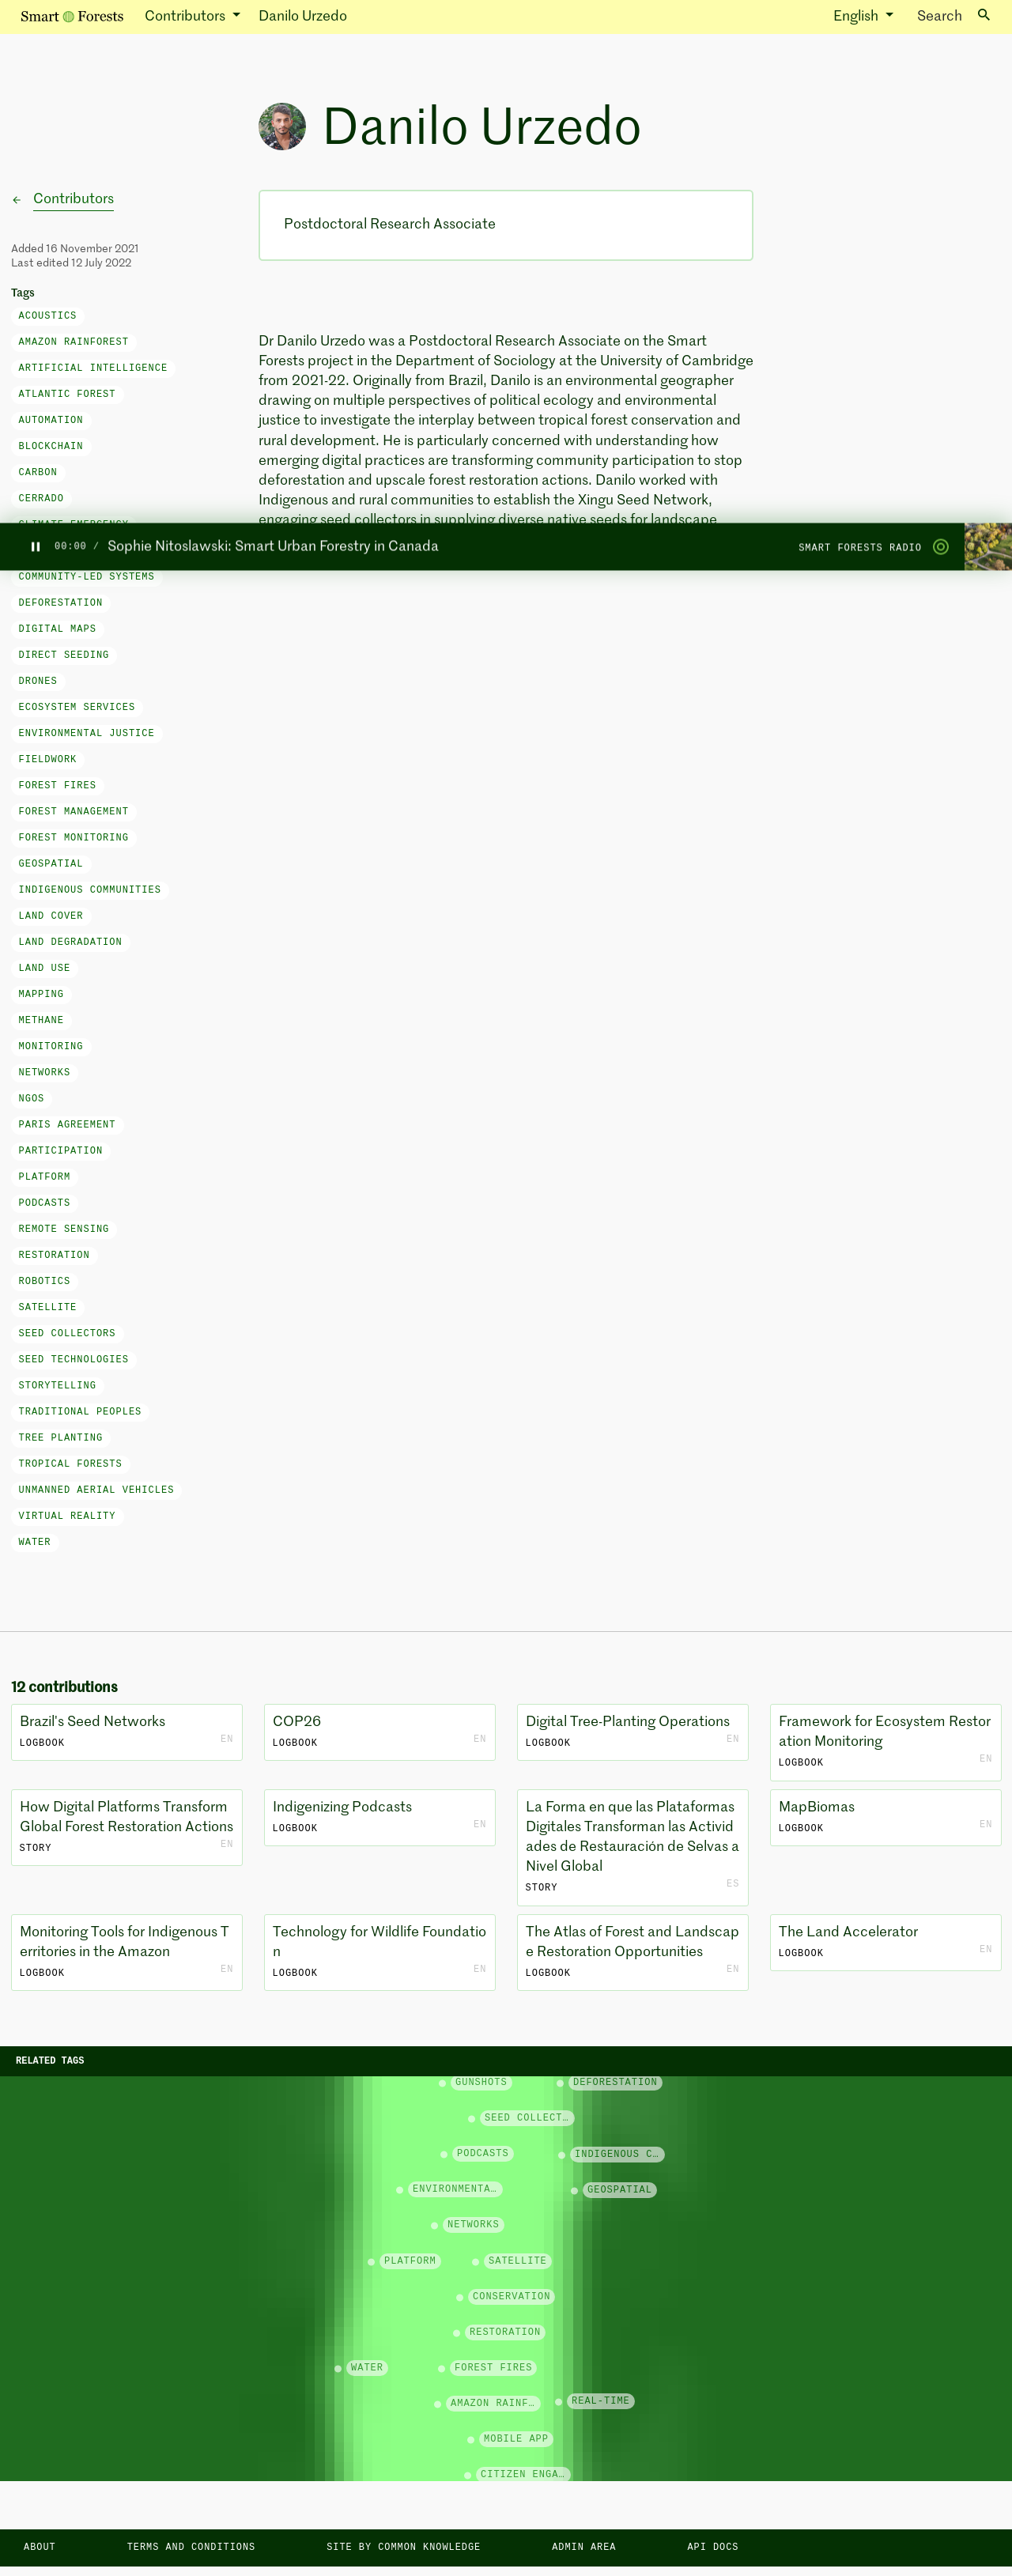 Smart Forests Contributors Danilo Urzedo English Search
Danilo Urzedo
Contributors
Postdoctoral Research Associate
Added 16 November 2021
Last edited 12 July 2022
Tags
ACOUSTICS
AMAZON RAINFOREST
ARTIFICIAL INTELLIGENCE
ATLANTIC FOREST
AUTOMATION
BLOCKCHAIN
CARBON
CERRADO
Dr Danilo Urzedo was a Postdoctoral Research Associate on the Smart
Forests project in the Department of Sociology at the University of Cambridge
from 2021-22. Originally from Brazil, Danilo is an environmental geographer
drawing on multiple perspectives of political ecology and environmental
justice to investigate the interplay between tropical forest conservation and
rural development. He is particularly concerned with understanding how
emerging digital practices are transforming community participation to stop
deforestation and upscale forest restoration actions. Danilo worked with
Indigenous and rural communities to establish the Xingu Seed Network,
engaging seed collectors in supplying diverse native seeds for landscape
00:00 / Sophie Nitoslawski: Smart Urban Forestry in Canada SMART FORESTS RADIO
COMMUNITY-LED SYSTEMS
DEFORESTATION
DIGITAL MAPS
DIRECT SEEDING
DRONES
ECOSYSTEM SERVICES
ENVIRONMENTAL JUSTICE
FIELDWORK
FOREST FIRES
FOREST MANAGEMENT
FOREST MONITORING
GEOSPATIAL
INDIGENOUS COMMUNITIES
LAND COVER
LAND DEGRADATION
LAND USE
MAPPING
METHANE
MONITORING
NETWORKS
NGOS
PARIS AGREEMENT
PARTICIPATION
PLATFORM
PODCASTS
REMOTE SENSING
RESTORATION
ROBOTICS
SATELLITE
SEED COLLECTORS
SEED TECHNOLOGIES
STORYTELLING
TRADITIONAL PEOPLES
TREE PLANTING
TROPICAL FORESTS
UNMANNED AERIAL VEHICLES
VIRTUAL REALITY
WATER
12 contributions
Brazil's Seed Networks
LOGBOOK EN
COP26
LOGBOOK EN
Digital Tree-Planting Operations
LOGBOOK EN
Framework for Ecosystem Restor
ation Monitoring
LOGBOOK EN
How Digital Platforms Transform
Global Forest Restoration Actions
STORY EN
Indigenizing Podcasts
LOGBOOK EN
La Forma en que las Plataformas
Digitales Transforman las Activid
ades de Restauración de Selvas a
Nivel Global
STORY ES
MapBiomas
LOGBOOK EN
Monitoring Tools for Indigenous T
erritories in the Amazon
LOGBOOK EN
Technology for Wildlife Foundatio
n
LOGBOOK EN
The Atlas of Forest and Landscap
e Restoration Opportunities
LOGBOOK EN
The Land Accelerator
LOGBOOK EN
RELATED TAGS
GUNSHOTS DEFORESTATION
SEED COLLECT…
PODCASTS INDIGENOUS C…
ENVIRONMENTA… GEOSPATIAL
NETWORKS
PLATFORM SATELLITE
CONSERVATION
RESTORATION
WATER FOREST FIRES
AMAZON RAINF… REAL-TIME
MOBILE APP
CITIZEN ENGA…
ABOUT TERMS AND CONDITIONS SITE BY COMMON KNOWLEDGE ADMIN AREA API DOCS